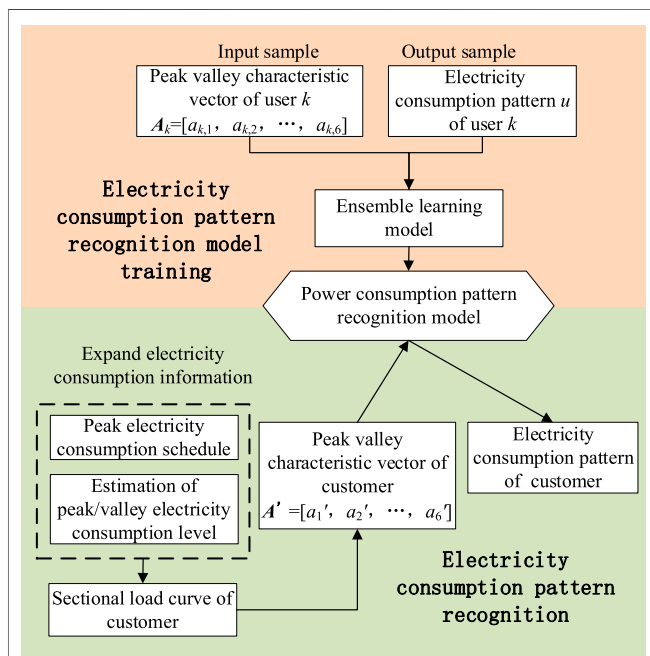 Input sample
Output sample
Peak valley characteristic
vector of user k
Aₖ=[aₖ,₁, aₖ,₂, ⋯, aₖ,₆]
Electricity
consumption pattern u
of user k
Electricity
consumption pattern
recognition model
training
Ensemble learning
model
Power consumption pattern
recognition model
Expand electricity
consumption information
Peak electricity
consumption schedule
Estimation of
peak/valley electricity
consumption level
Peak valley
characteristic vector of
customer
A' =[a₁', a₂', ⋯, a₆']
Electricity
consumption pattern
of customer
Sectional load curve of
customer
Electricity
consumption pattern
recognition